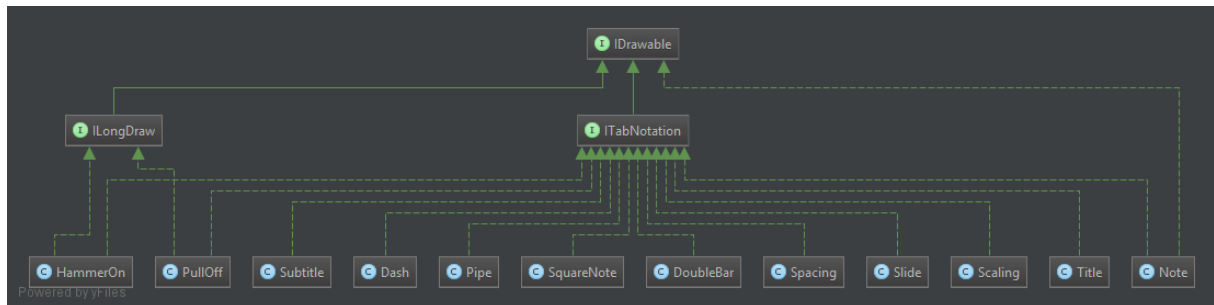 I IDrawable
I ILongDraw
I ITabNotation
C HammerOn
C PullOff
C Subtitle
C Dash
C Pipe
C SquareNote
C DoubleBar
C Spacing
C Slide
C Scaling
C Title
C Note
Powered by yFiles